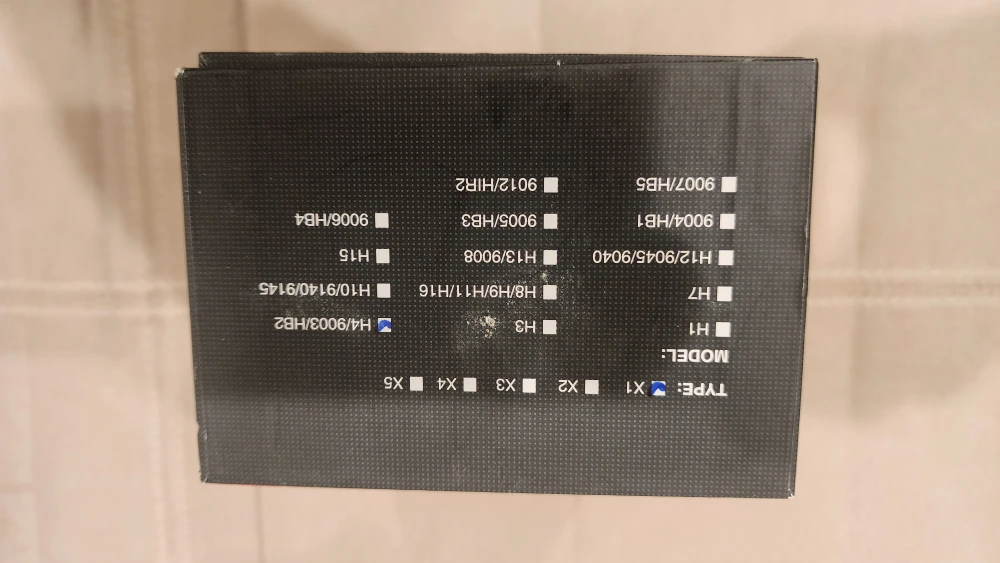 TYPE: X1 X2 X3 X4 X5
MODEL:
H1 H3 H4/9003/HB2
H7 H8/H9/H11/H16 H10/9140/9145
H12/9045/9040 H13/9008 H15
9004/HB1 9005/HB3 9006/HB4
9007/HB5 9012/HIR2